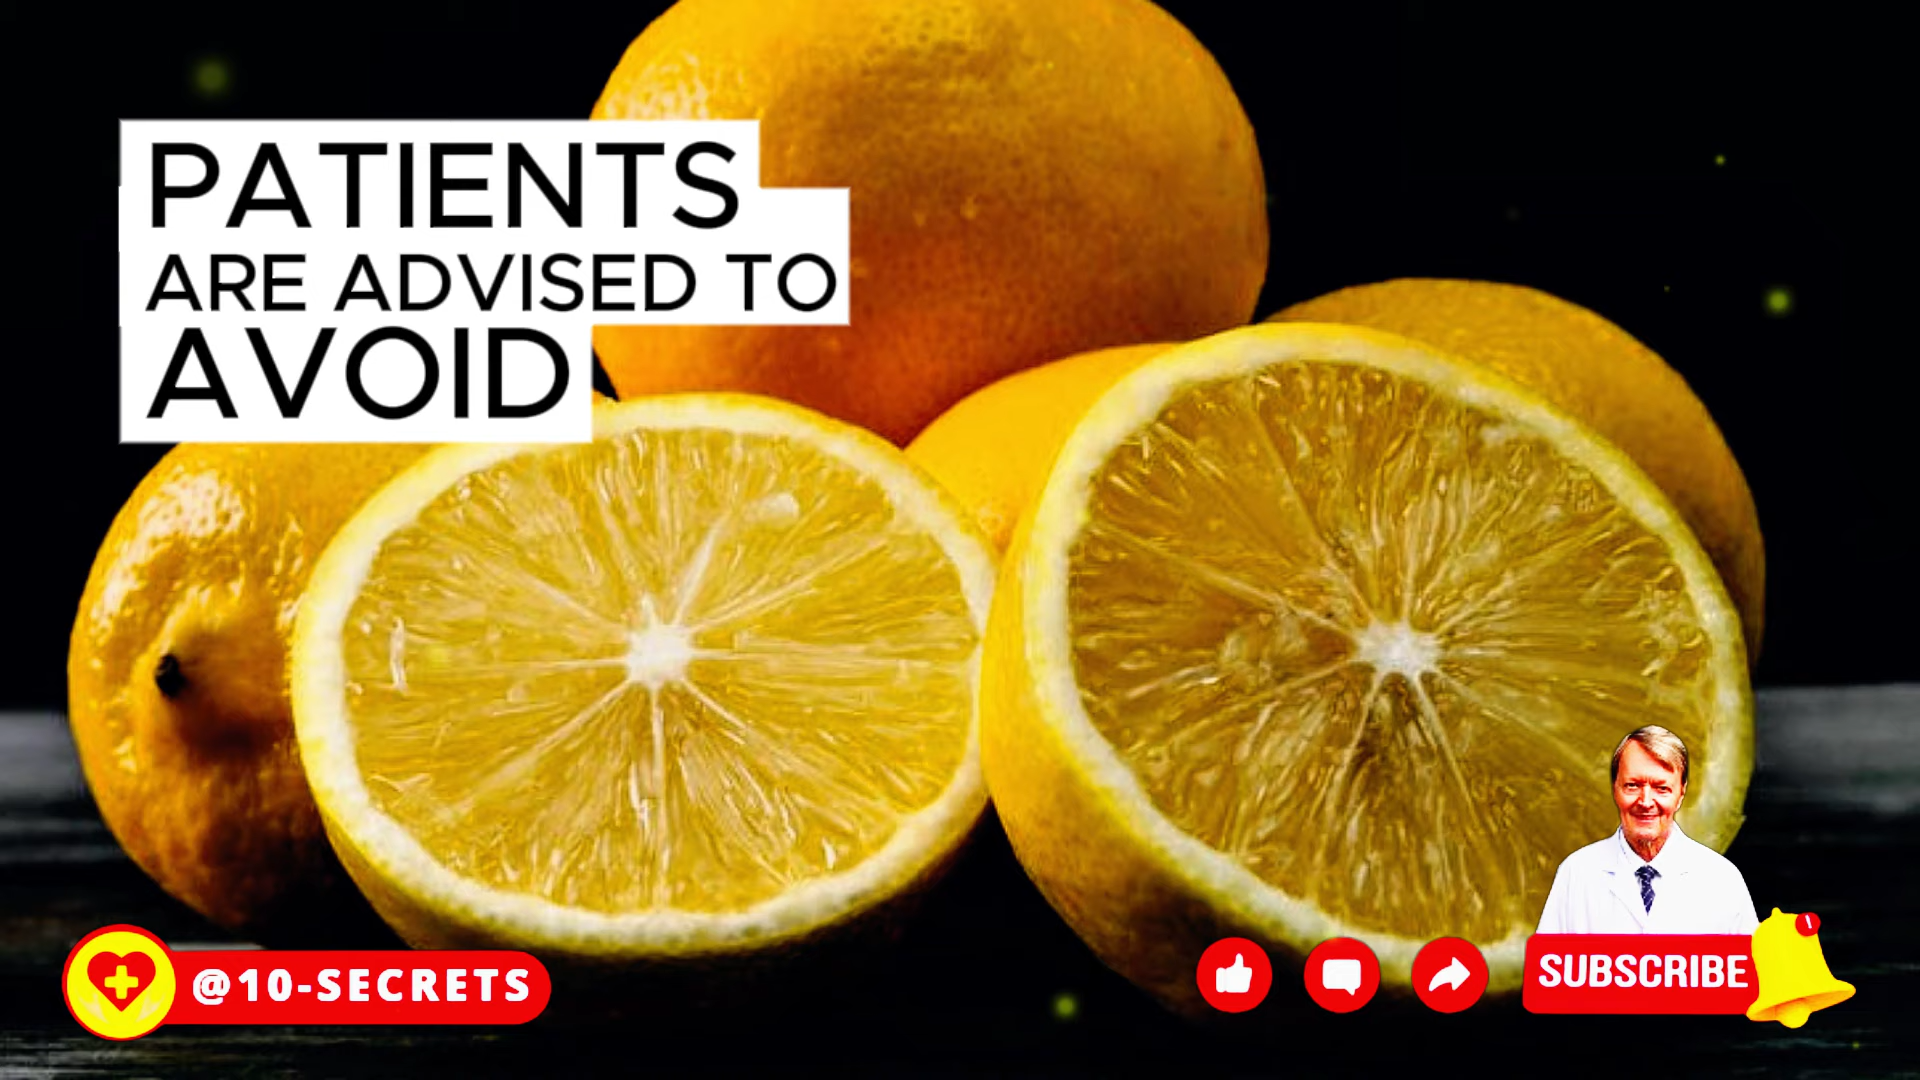 PATIENTS
ARE ADVISED TO
AVOID
@10-SECRETS
SUBSCRIBE